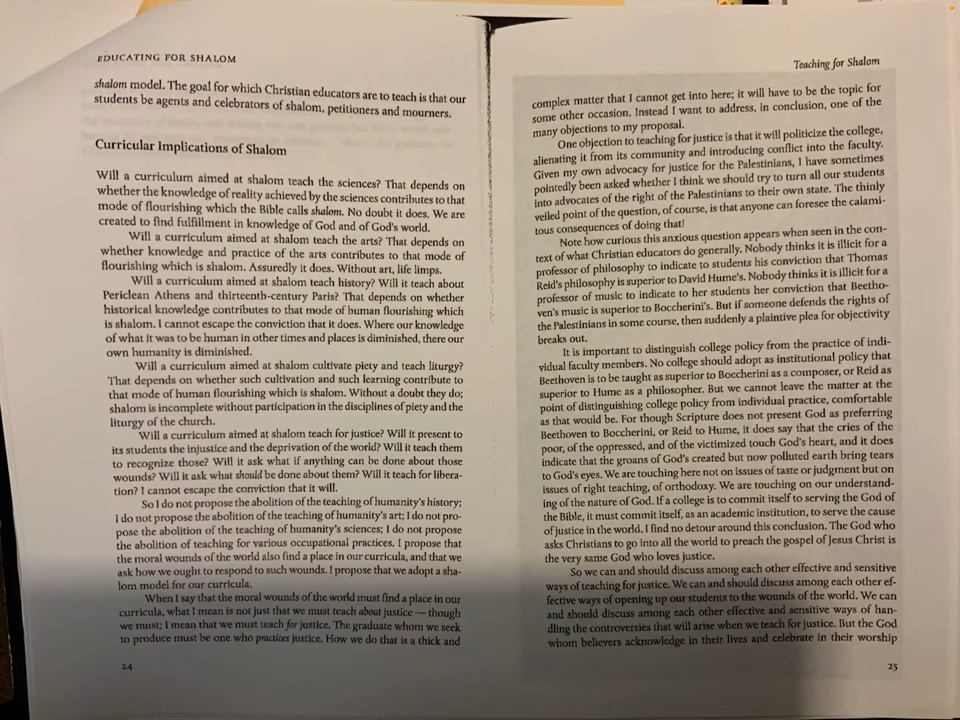 EDUCATING FOR SHALOM
shalom model. The goal for which Christian educators are to teach is that our
students be agents and celebrators of shalom, petitioners and mourners.
Curricular Implications of Shalom
Will a curriculum aimed at shalom teach the sciences? That depends on
whether the knowledge of reality achieved by the sciences contributes to that
mode of flourishing which the Bible calls shalom. No doubt it does. We are
created to find fulfillment in knowledge of God and of God's world.
Will a curriculum aimed at shalom teach the arts? That depends on
whether knowledge and practice of the arts contributes to that mode of
flourishing which is shalom. Assuredly it does. Without art, life limps.
Will a curriculum aimed at shalom teach history? Will it teach about
Periclean Athens and thirteenth-century Paris? That depends on whether
historical knowledge contributes to that mode of human flourishing which
is shalom. I cannot escape the conviction that it does. Where our knowledge
of what it was to be human in other times and places is diminished, there our
own humanity is diminished.
Will a curriculum aimed at shalom cultivate piety and teach liturgy?
That depends on whether such cultivation and such learning contribute to
that mode of human flourishing which is shalom. Without a doubt they do;
shalom is incomplete without participation in the disciplines of piety and the
liturgy of the church.
Will a curriculum aimed at shalom teach for justice? Will it present to
its students the injustice and the deprivation of the world? Will it teach them
to recognize those? Will it ask what if anything can be done about those
wounds? Will it ask what should be done about them? Will it teach for libera-
tion? I cannot escape the conviction that it will.
So I do not propose the abolition of the teaching of humanity's history;
I do not propose the abolition of the teaching of humanity's art; I do not pro-
pose the abolition of the teaching of humanity's sciences; I do not propose
the abolition of teaching for various occupational practices. I propose that
the moral wounds of the world also find a place in our curricula, and that we
ask how we ought to respond to such wounds. I propose that we adopt a sha-
lom model for our curricula.
When I say that the moral wounds of the world must find a place in our
curricula, what I mean is not just that we must teach about justice — though
we must; I mean that we must teach for justice. The graduate whom we seek
to produce must be one who practices justice. How we do that is a thick and
24
Teaching for Shalom
complex matter that I cannot get into here; it will have to be the topic for
some other occasion. Instead I want to address, in conclusion, one of the
many objections to my proposal.
One objection to teaching for justice is that it will politicize the college,
alienating it from its community and introducing conflict into the faculty.
Given my own advocacy for justice for the Palestinians, I have sometimes
pointedly been asked whether I think we should try to turn all our students
into advocates of the right of the Palestinians to their own state. The thinly
veiled point of the question, of course, is that anyone can foresee the calami-
tous consequences of doing that!
Note how curious this anxious question appears when seen in the con-
text of what Christian educators do generally. Nobody thinks it is illicit for a
professor of philosophy to indicate to students his conviction that Thomas
Reid's philosophy is superior to David Hume's. Nobody thinks it is illicit for a
professor of music to indicate to her students her conviction that Beetho-
ven's music is superior to Boccherini's. But if someone defends the rights of
the Palestinians in some course, then suddenly a plaintive plea for objectivity
breaks out.
It is important to distinguish college policy from the practice of indi-
vidual faculty members. No college should adopt as institutional policy that
Beethoven is to be taught as superior to Boccherini as a composer, or Reid as
superior to Hume as a philosopher. But we cannot leave the matter at the
point of distinguishing college policy from individual practice, comfortable
as that would be. For though Scripture does not present God as preferring
Beethoven to Boccherini, or Reid to Hume, it does say that the cries of the
poor, of the oppressed, and of the victimized touch God's heart, and it does
indicate that the groans of God's created but now polluted earth bring tears
to God's eyes. We are touching here not on issues of taste or judgment but on
issues of right teaching, of orthodoxy. We are touching on our understand-
ing of the nature of God. If a college is to commit itself to serving the God of
the Bible, it must commit itself, as an academic institution, to serve the cause
of justice in the world. I find no detour around this conclusion. The God who
asks Christians to go into all the world to preach the gospel of Jesus Christ is
the very same God who loves justice.
So we can and should discuss among each other effective and sensitive
ways of teaching for justice. We can and should discuss among each other ef-
fective ways of opening up our students to the wounds of the world. We can
and should discuss among each other effective and sensitive ways of han-
dling the controversies that will arise when we teach for justice. But the God
whom believers acknowledge in their lives and celebrate in their worship
25